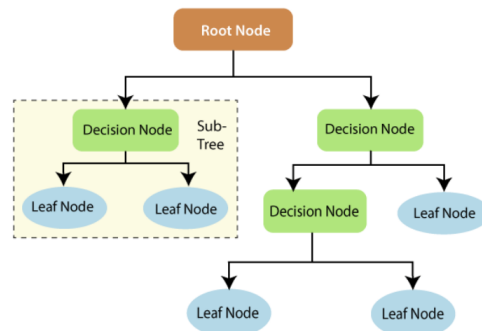 Root Node
Decision Node
Sub-
Tree
Decision Node
Leaf Node
Leaf Node
Decision Node
Leaf Node
Leaf Node
Leaf Node